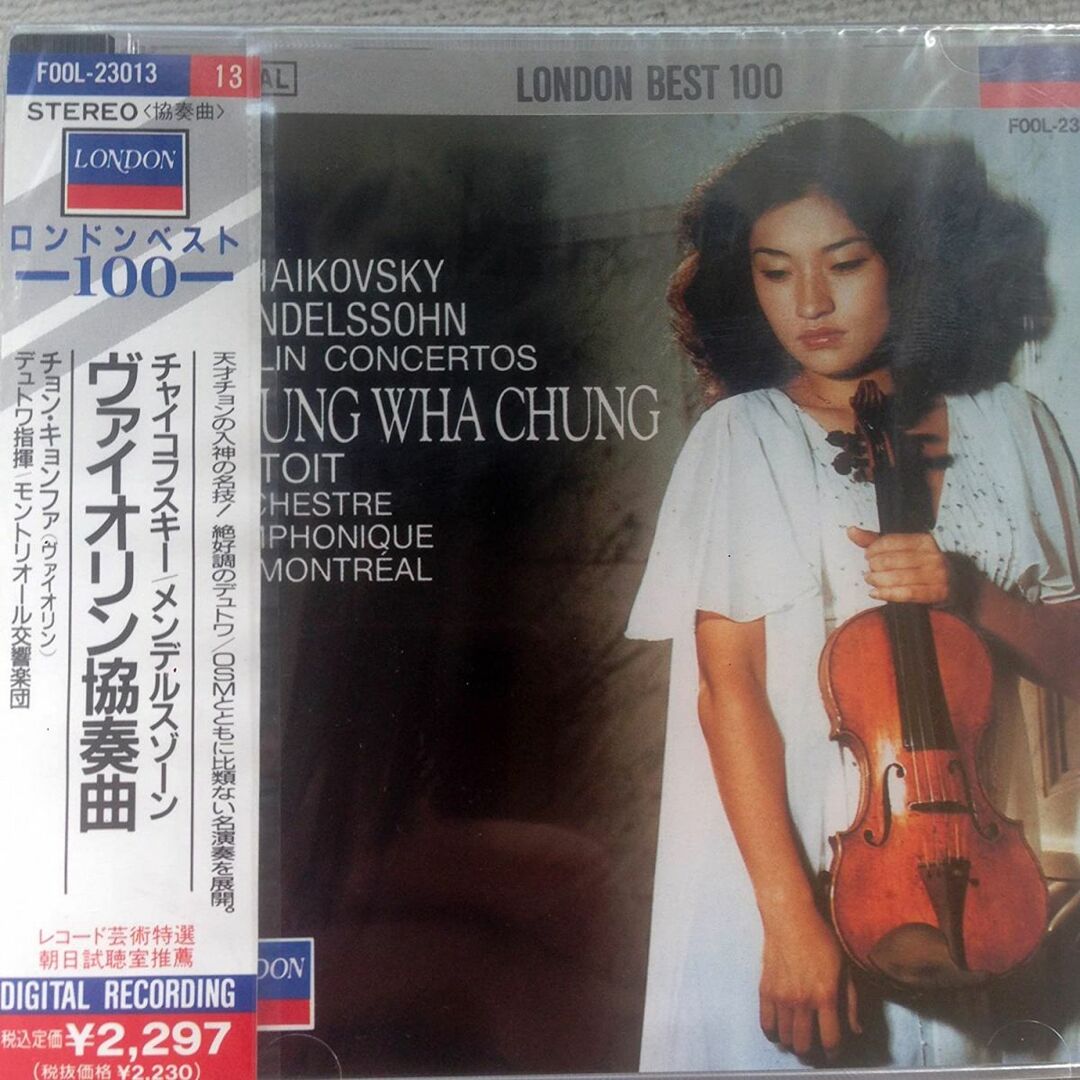 FOOL-23013
13
STEREO〈協奏曲〉
LONDON
ロンドンベスト
100
天才チョンの入神の名技! 絶好調のデュトワ/OSMとともに比類ない名演奏を展開。
チャイコフスキー/メンデルスゾーン
ヴァイオリン協奏曲
チョン・キョンファ(ヴァイオリン)
デュトワ指揮/モントリオール交響楽団
レコード芸術特選
朝日試聴室推薦
DIGITAL RECORDING
税込定価¥2,297
(税抜価格 ¥2,230)
AL
LONDON BEST 100
FOOL-23
HAIKOVSKY
NDELSSOHN
LIN CONCERTOS
UNG WHA CHUNG
TOIT
CHESTRE
MPHONIQUE
MONTRÉAL
DON